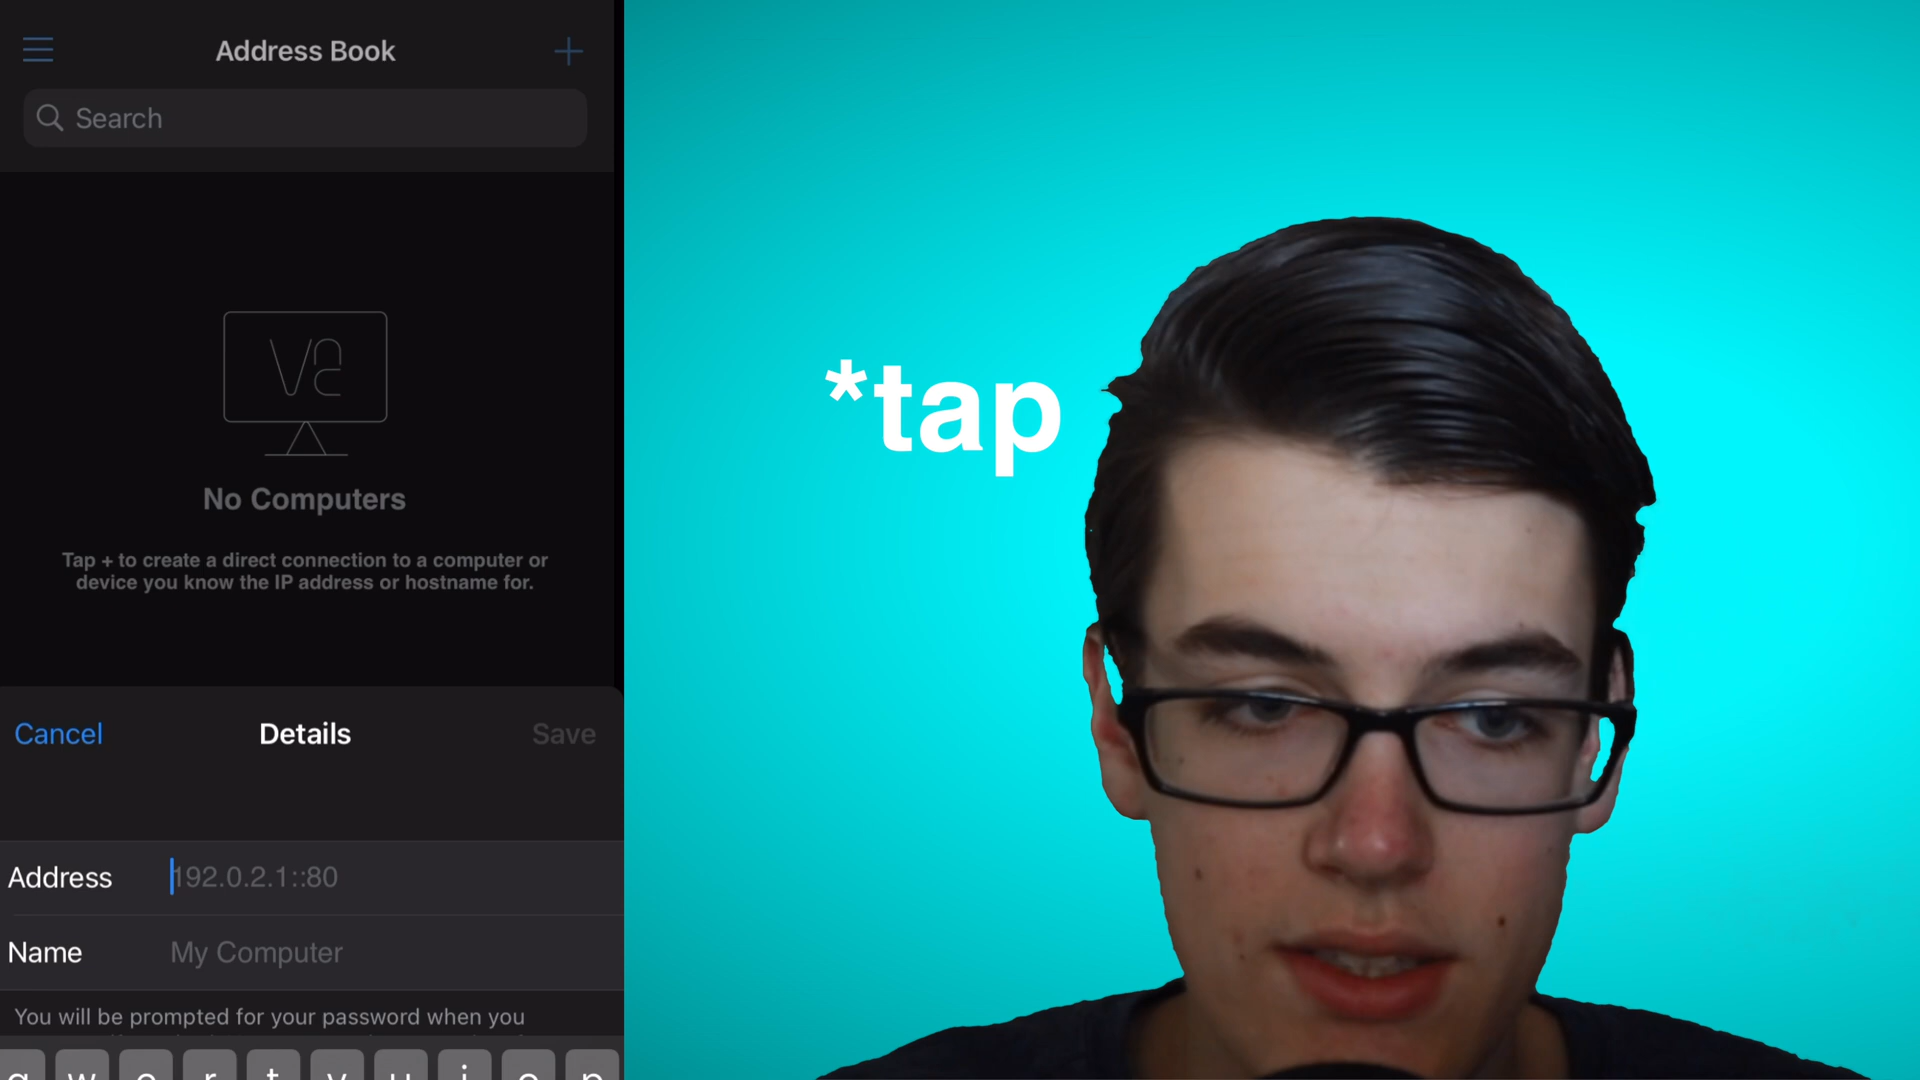 Address Book
Search
No Computers
Tap + to create a direct connection to a computer or
device you know the IP address or hostname for.
*tap
Cancel Details Save
Address 192.0.2.1::80
Name My Computer
You will be prompted for your password when you
q w e r t y u i o p